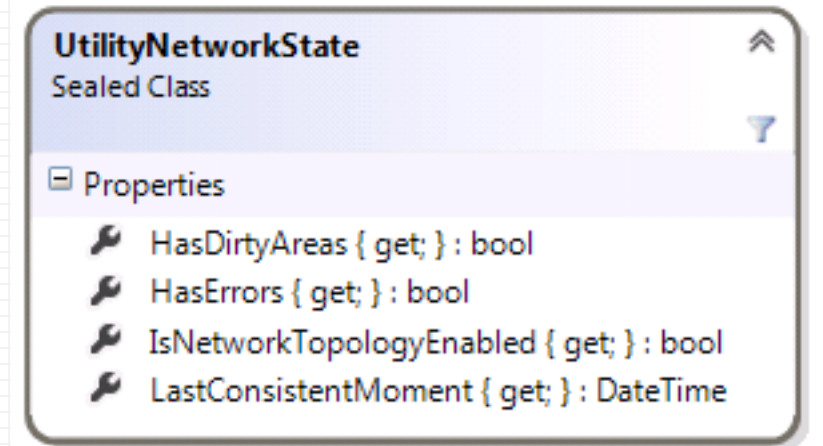 UtilityNetworkState
Sealed Class
Properties
HasDirtyAreas { get; } : bool
HasErrors { get; } : bool
IsNetworkTopologyEnabled { get; } : bool
LastConsistentMoment { get; } : DateTime